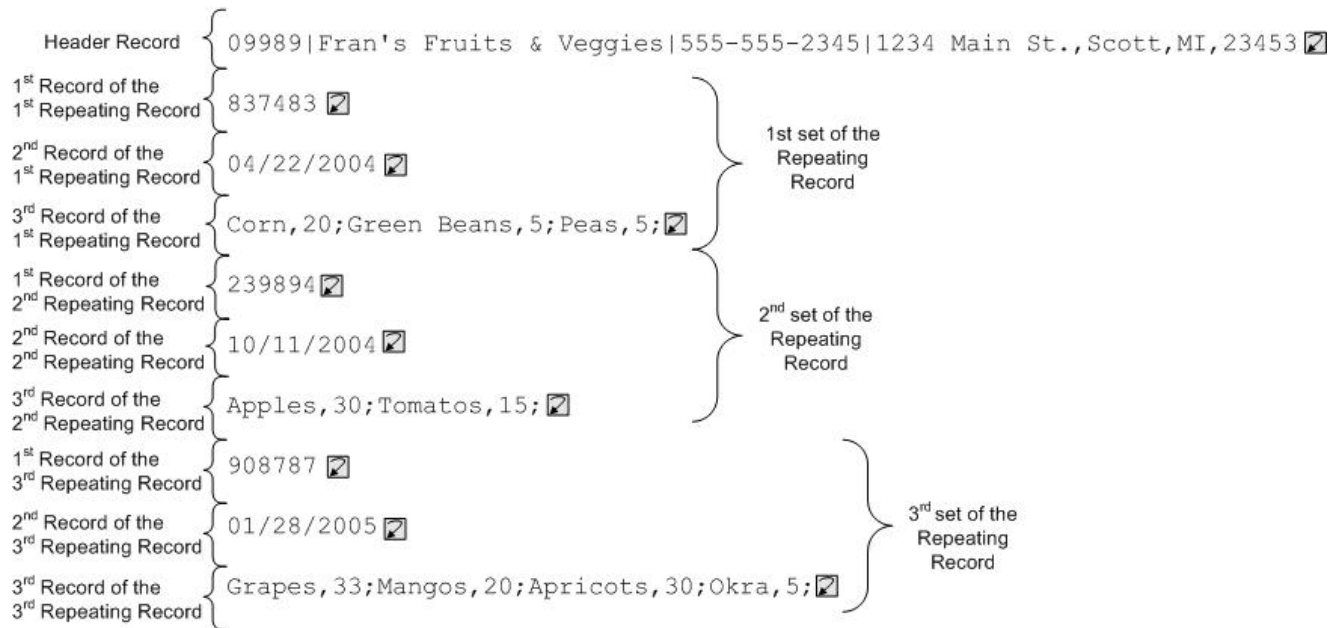 Header Record
09989|Fran's Fruits & Veggies|555-555-2345|1234 Main St.,Scott,MI,23453
1st Record of the
1st Repeating Record
837483
2nd Record of the
1st Repeating Record
04/22/2004
3rd Record of the
1st Repeating Record
Corn,20;Green Beans,5;Peas,5;
1st set of the
Repeating
Record
1st Record of the
2nd Repeating Record
239894
2nd Record of the
2nd Repeating Record
10/11/2004
3rd Record of the
2nd Repeating Record
Apples,30;Tomatos,15;
2nd set of the
Repeating
Record
1st Record of the
3rd Repeating Record
908787
2nd Record of the
3rd Repeating Record
01/28/2005
3rd Record of the
3rd Repeating Record
Grapes,33;Mangos,20;Apricots,30;Okra,5;
3rd set of the
Repeating
Record